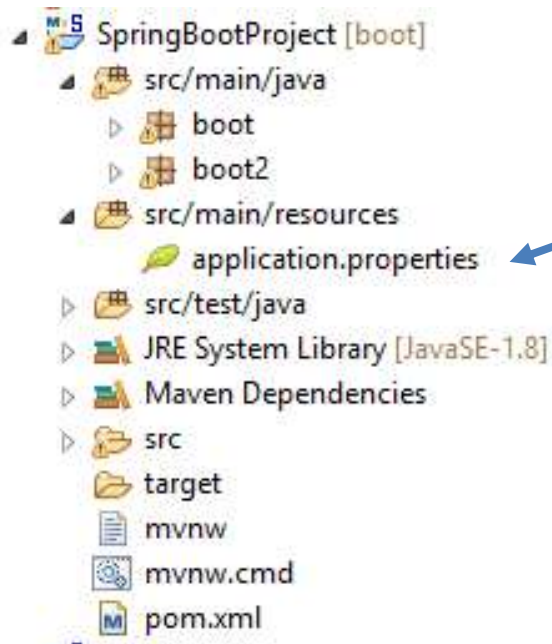 SpringBootProject [boot]
src/main/java
boot
boot2
src/main/resources
application.properties
src/test/java
JRE System Library [JavaSE-1.8]
Maven Dependencies
src
target
mvnw
mvnw.cmd
pom.xml